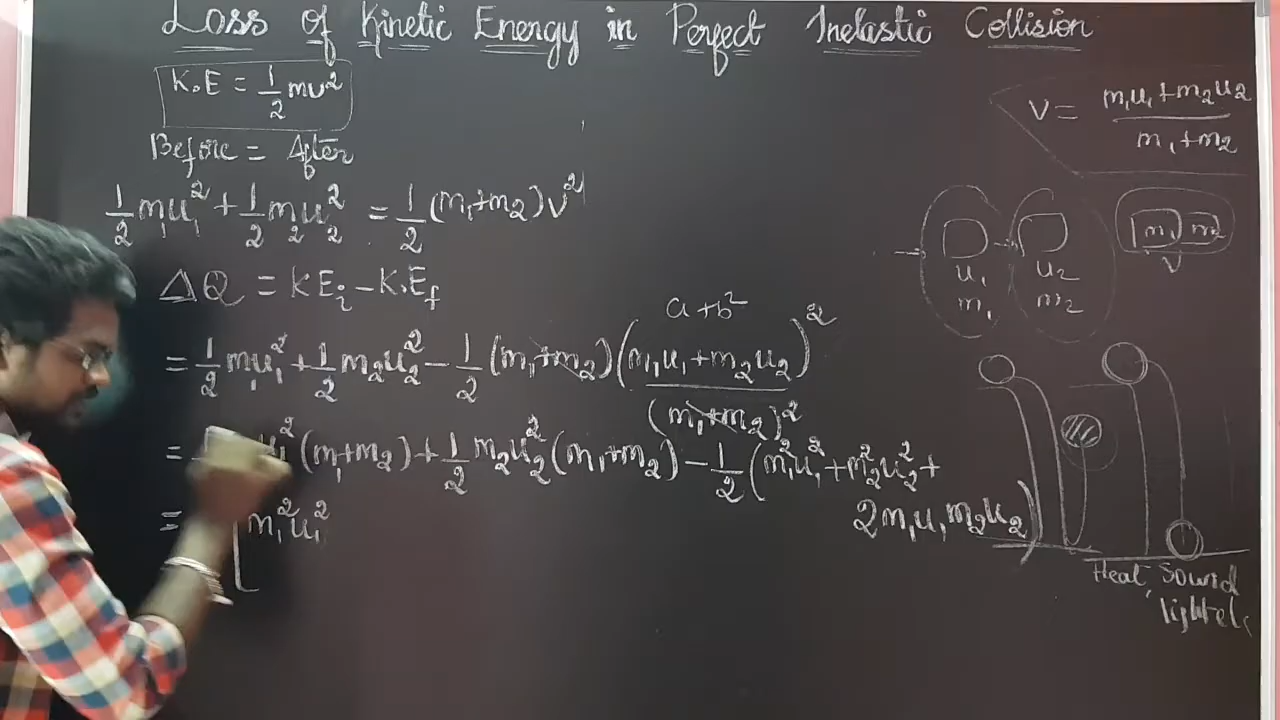 Loss of Kinetic Energy in Perfect Inelastic Collision
K.E = 1/2 mv²
Before = After
1/2 m₁u₁² + 1/2 m₂u₂² = 1/2 (m₁+m₂) v²
ΔQ = KEᵢ - K.E_f
a+b²
= 1/2 m₁u₁² + 1/2 m₂u₂² - 1/2 (m₁+m₂) (m₁u₁+m₂u₂)²
(m₁+m₂)²
= u₁² (m₁+m₂) + 1/2 m₂u₂² (m₁+m₂) - 1/2 (m₁²u₁² + m₂²u₂² +
2m₁u₁m₂u₂)
= [m₁²u₁²
V = m₁u₁+m₂u₂
m₁+m₂
u₁ u₂
m₁ m₂
m₁ m₂
V
Heat, Sound